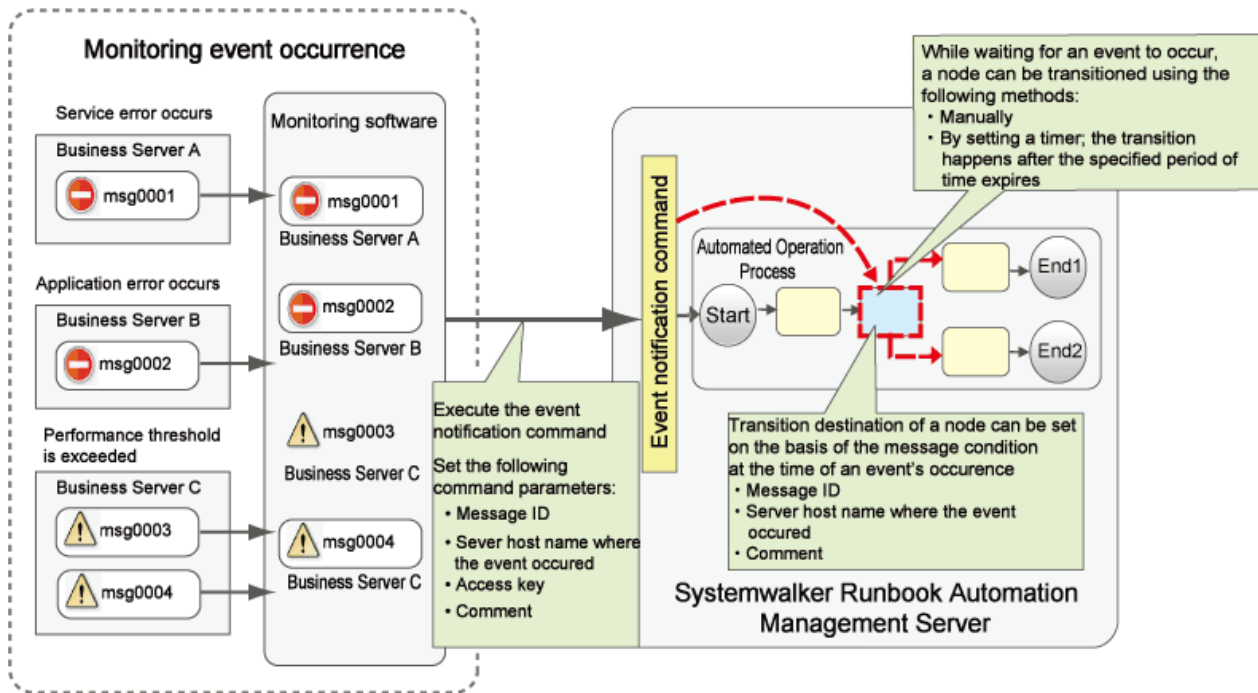 Monitoring event occurrence
Service error occurs
Business Server A
msg0001
Application error occurs
Business Server B
msg0002
Performance threshold
is exceeded
Business Server C
msg0003
msg0004
Monitoring software
msg0001
Business Server A
msg0002
Business Server B
msg0003
Business Server C
msg0004
Business Server C
Execute the event
notification command
Set the following
command parameters:
• Message ID
• Sever host name where
the event occured
• Access key
• Comment
Event notification command
Automated Operation
Process
Start
End1
End2
While waiting for an event to occur,
a node can be transitioned using the
following methods:
• Manually
• By setting a timer; the transition
happens after the specified period of
time expires
Transition destination of a node can be set
on the basis of the message condition
at the time of an event's occurence
• Message ID
• Server host name where the event
occured
• Comment
Systemwalker Runbook Automation
Management Server